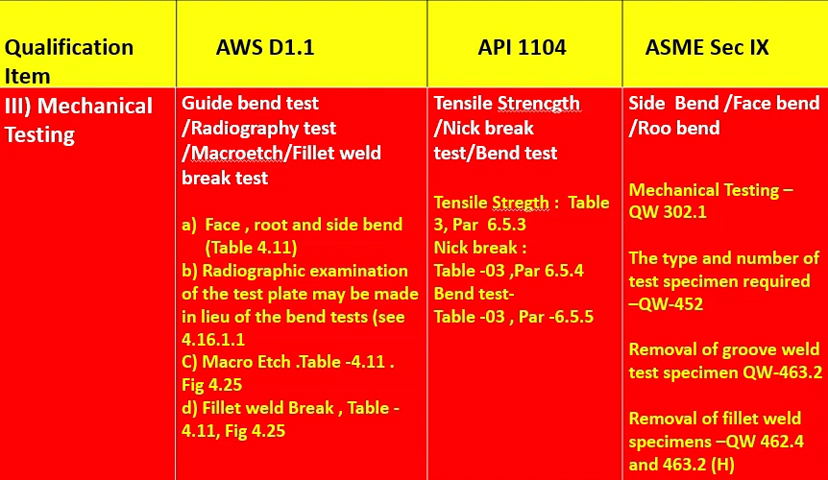 Qualification
Item
AWS D1.1
API 1104
ASME Sec IX
III) Mechanical
Testing
Guide bend test
/Radiography test
/Macroetch/Fillet weld
break test
a) Face , root and side bend
(Table 4.11)
b) Radiographic examination
of the test plate may be made
in lieu of the bend tests (see
4.16.1.1
C) Macro Etch .Table -4.11 .
Fig 4.25
d) Fillet weld Break , Table -
4.11, Fig 4.25
Tensile Strencgth
/Nick break
test/Bend test
Tensile Stregth : Table
3, Par 6.5.3
Nick break :
Table -03 ,Par 6.5.4
Bend test-
Table -03 , Par -6.5.5
Side Bend /Face bend
/Roo bend
Mechanical Testing –
QW 302.1
The type and number of
test specimen required
–QW-452
Removal of groove weld
test specimen QW-463.2
Removal of fillet weld
specimens –QW 462.4
and 463.2 (H)